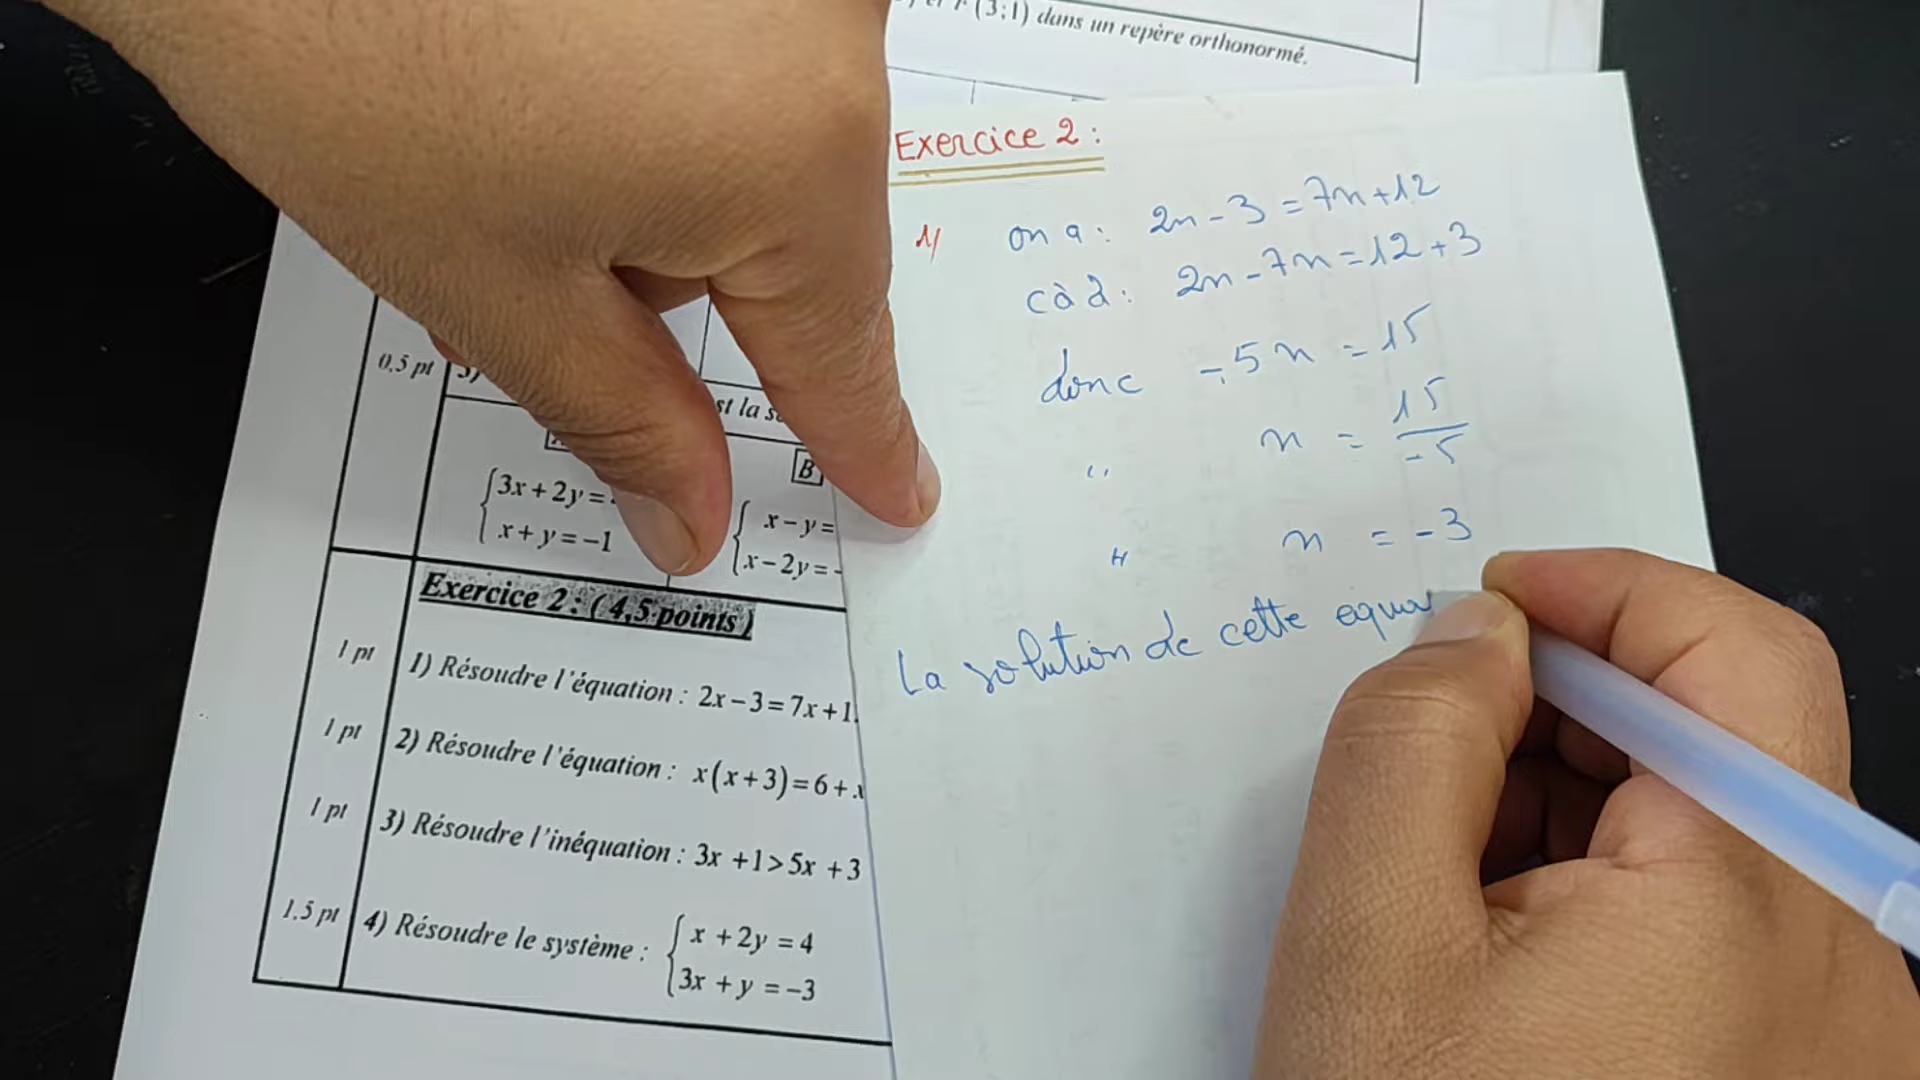 (3;1) dans un repère orthonormé.
0,5 pt
st la
B
3x + 2y =
x + y = −1
x − y =
x − 2y = -
Exercice 2 : ( 4,5 points )
1 pt 1) Résoudre l'équation : 2x − 3 = 7x + 1
1 pt 2) Résoudre l'équation : x(x + 3) = 6 +
1 pt 3) Résoudre l'inéquation : 3x + 1 > 5x + 3
1,5 pt 4) Résoudre le système : { x + 2y = 4
3x + y = −3
Exercice 2 :
1/ on a : 2x - 3 = 7x + 12
càd : 2x - 7x = 12 + 3
donc -5x = 15
" x = 15/-5
" x = -3
La solution de cette equa